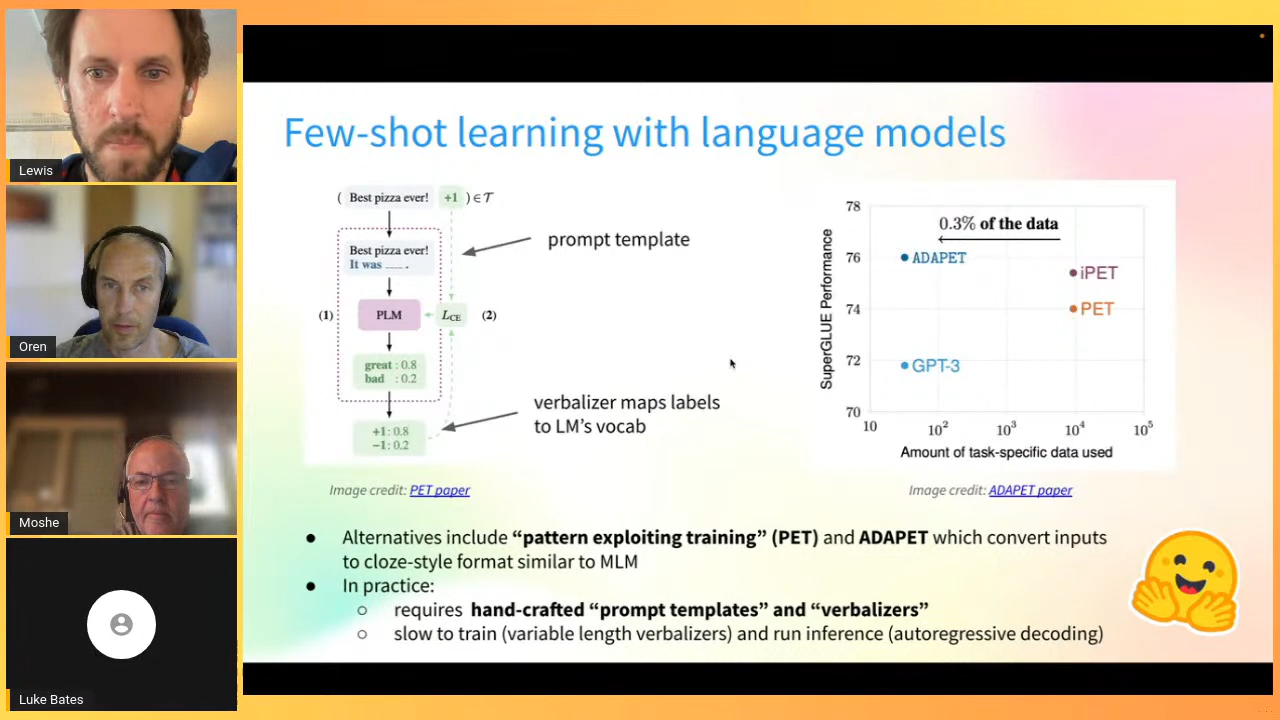 Lewis
Oren
Moshe
Luke Bates
Few-shot learning with language models
( Best pizza ever! +1 ) ∈ 𝒯
Best pizza ever!
It was ___ .
(1)
PLM
L_CE
(2)
great : 0.8
bad : 0.2
+1: 0.8
−1: 0.2
prompt template
verbalizer maps labels
to LM's vocab
Image credit: PET paper
78
76
74
72
70
SuperGLUE Performance
0.3% of the data
ADAPET
iPET
PET
GPT-3
10
10²
10³
10⁴
10⁵
Amount of task-specific data used
Image credit: ADAPET paper
● Alternatives include “pattern exploiting training” (PET) and ADAPET which convert inputs
to cloze-style format similar to MLM
● In practice:
○ requires hand-crafted “prompt templates” and “verbalizers”
○ slow to train (variable length verbalizers) and run inference (autoregressive decoding)